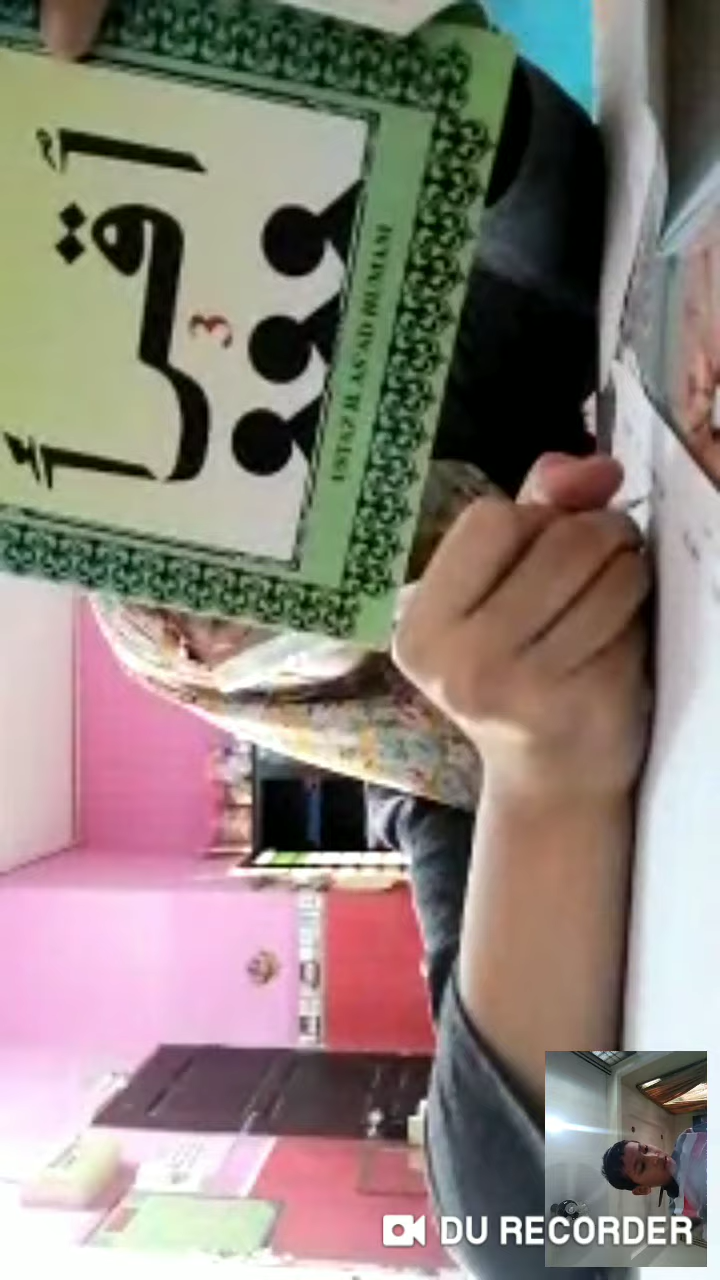 اقرأ
3
USTAZ H. AS'AD HUMAM
DU RECORDER